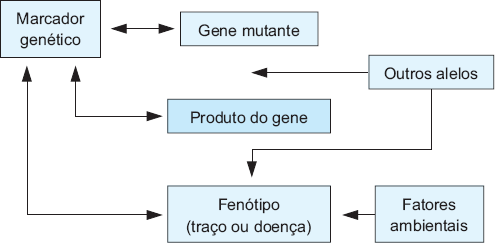 Marcador
genético
Gene mutante
Outros alelos
Produto do gene
Fenótipo
(traço ou doença)
Fatores
ambientais